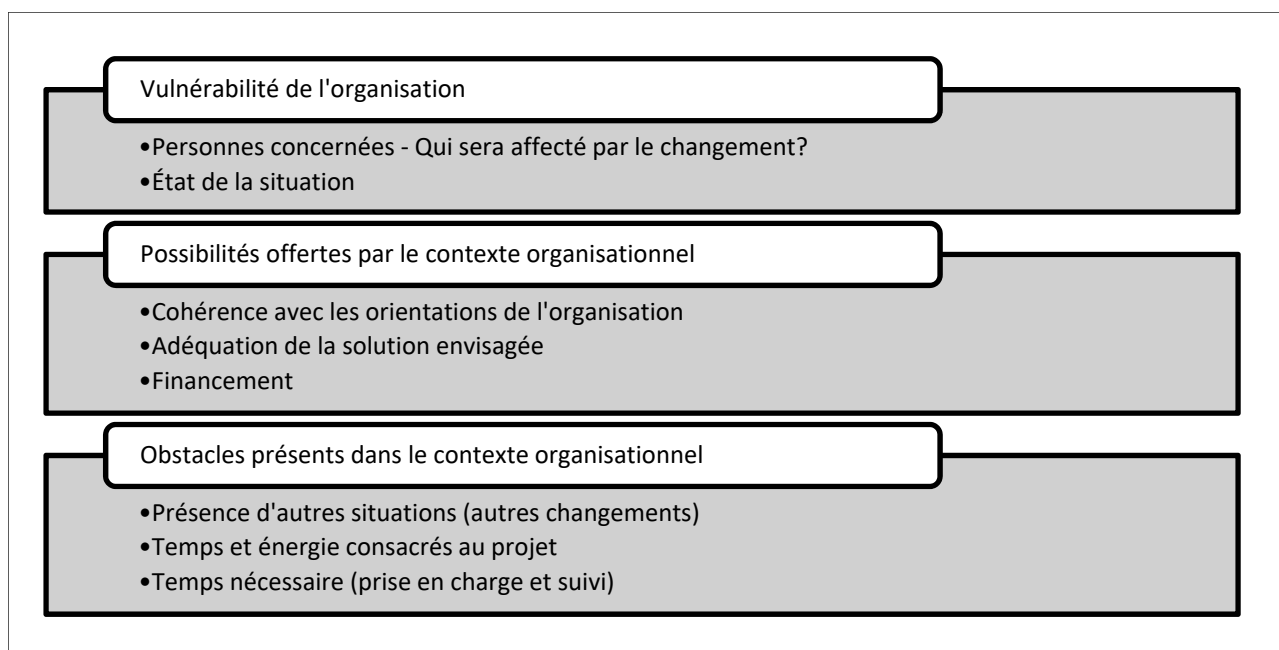 Vulnérabilité de l'organisation
•Personnes concernées - Qui sera affecté par le changement?
•État de la situation
Possibilités offertes par le contexte organisationnel
•Cohérence avec les orientations de l'organisation
•Adéquation de la solution envisagée
•Financement
Obstacles présents dans le contexte organisationnel
•Présence d'autres situations (autres changements)
•Temps et énergie consacrés au projet
•Temps nécessaire (prise en charge et suivi)